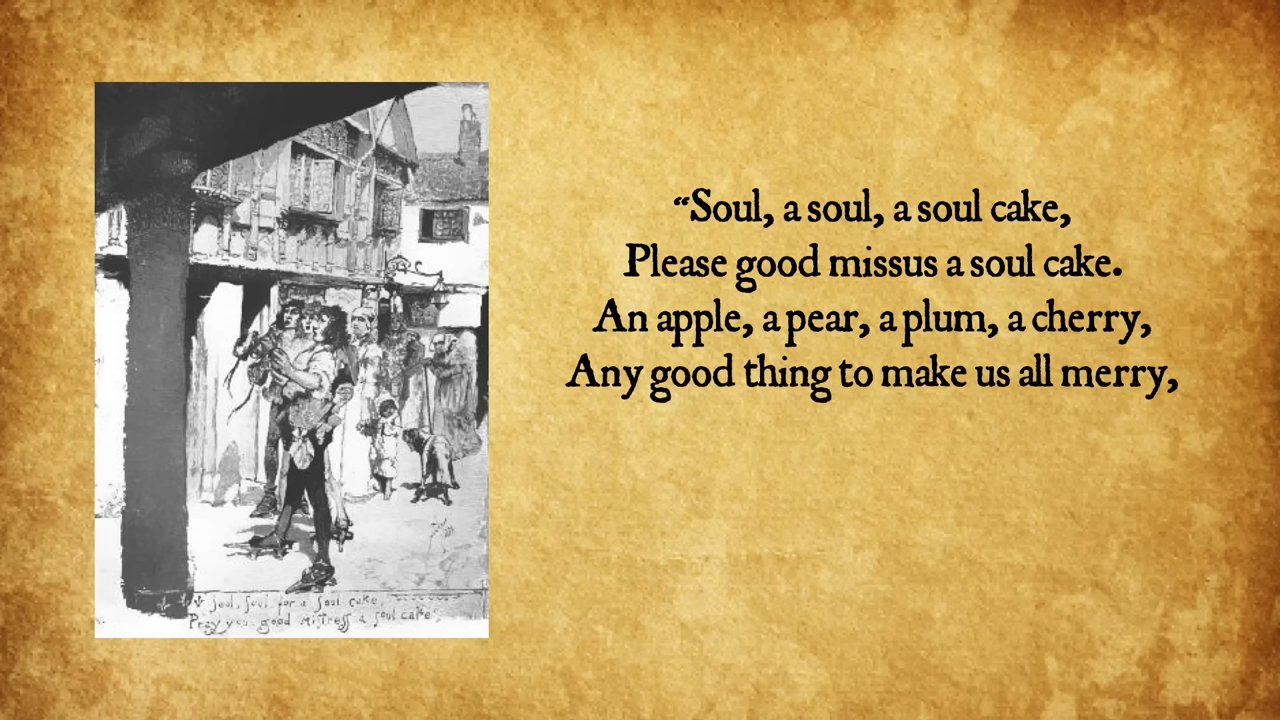 Soul, Soul, for a Soul Cake,
Pray you good mistress a soul cake
“Soul, a soul, a soul cake,
Please good missus a soul cake.
An apple, a pear, a plum, a cherry,
Any good thing to make us all merry,